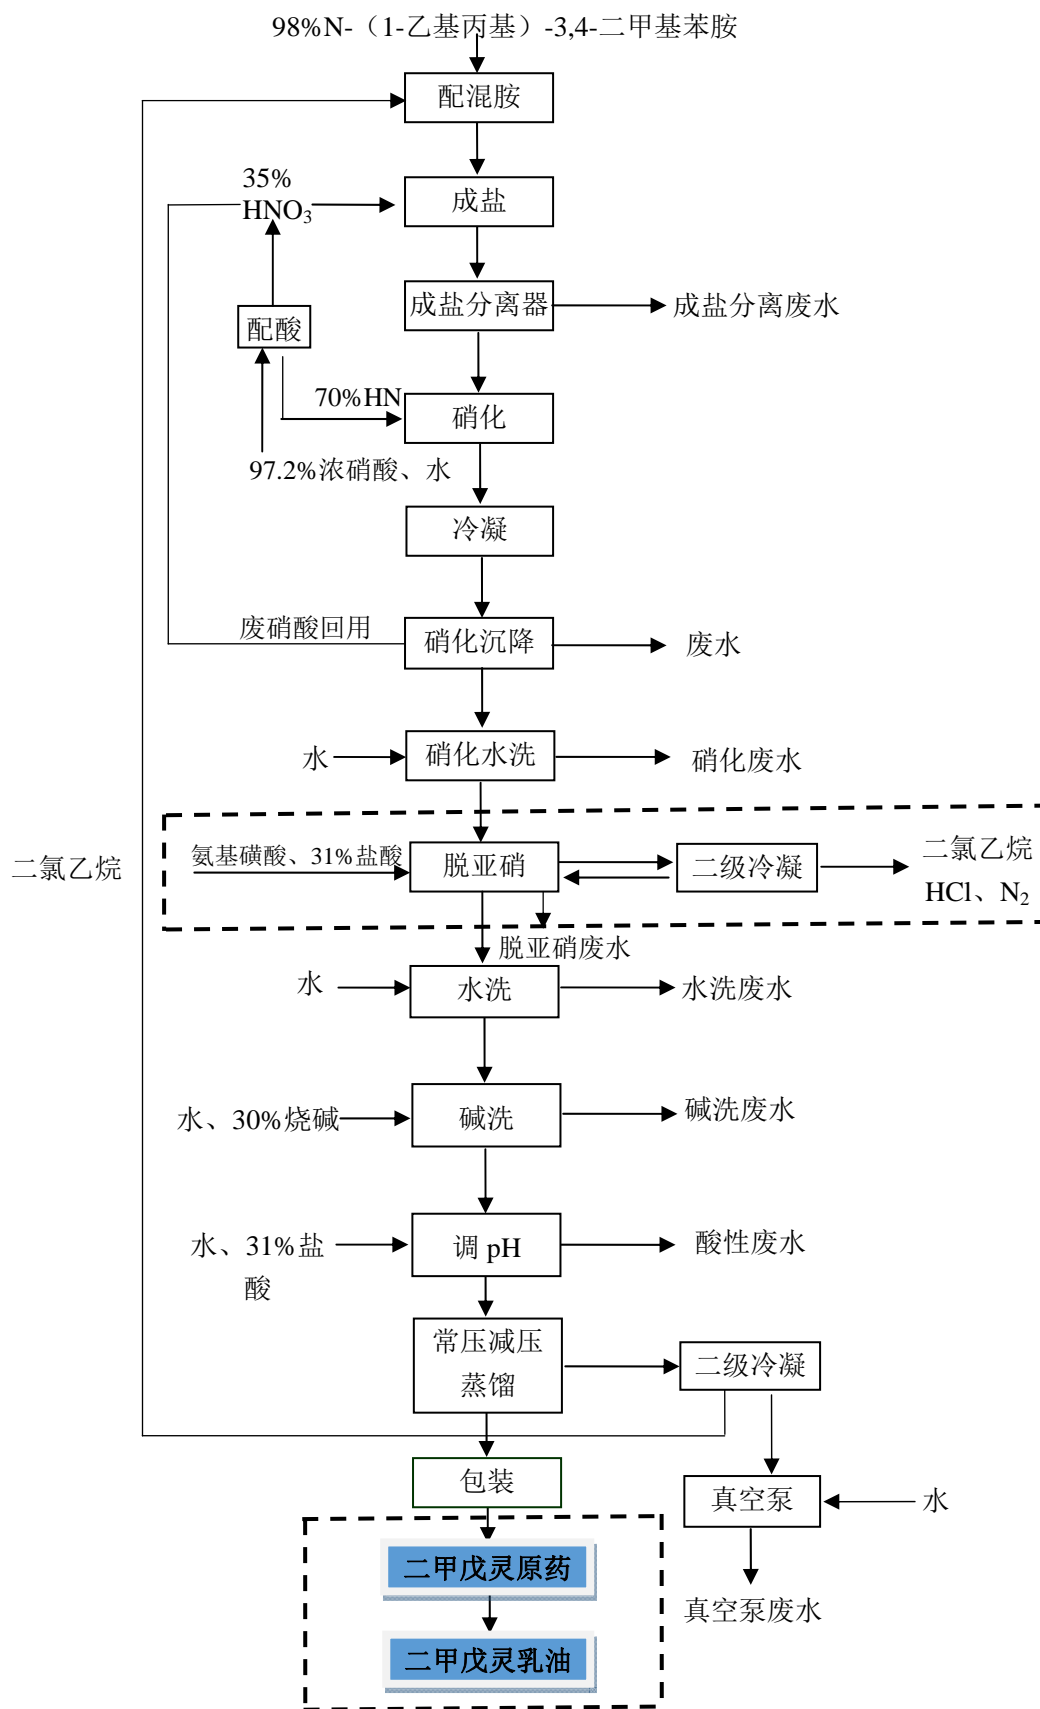 98%N-（1-乙基丙基）-3,4-二甲基苯胺
配混胺
35%
HNO₃
成盐
成盐分离器
成盐分离废水
配酸
70%HN
硝化
97.2%浓硝酸、水
冷凝
废硝酸回用
硝化沉降
废水
水
硝化水洗
硝化废水
二氯乙烷
氨基磺酸、31%盐酸
脱亚硝
二级冷凝
二氯乙烷
HCl、N₂
脱亚硝废水
水
水洗
水洗废水
水、30%烧碱
碱洗
碱洗废水
水、31%盐
酸
调 pH
酸性废水
常压减压
蒸馏
二级冷凝
包装
真空泵
水
二甲戊灵原药
真空泵废水
二甲戊灵乳油